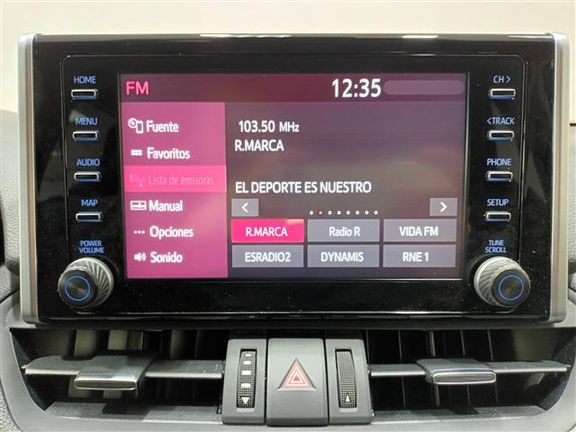 HOME
MENU
AUDIO
MAP
POWER
VOLUME
FM
12:35
Fuente
Favoritos
Lista de emisoras
Manual
Opciones
Sonido
103.50 MHz
R.MARCA
EL DEPORTE ES NUESTRO
<
>
R.MARCA
Radio R
VIDA FM
ESRADIO2
DYNAMIS
RNE 1
CH >
< TRACK
PHONE
SETUP
TUNE
SCROLL